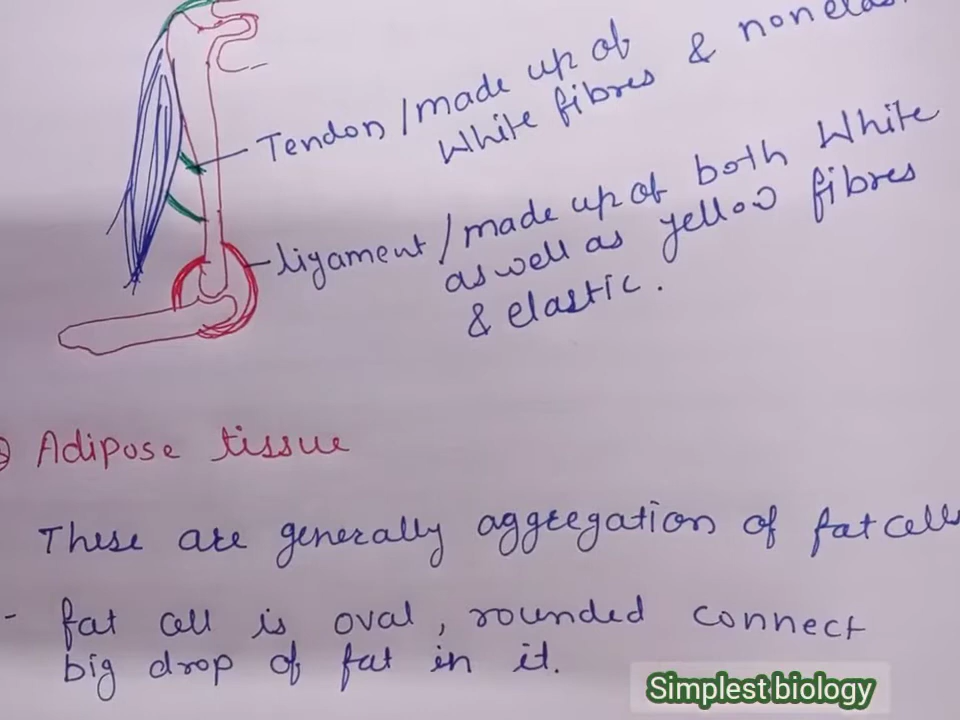 Tendon / made up of
White fibres & non elas
Ligament / made up of both White
as well as yellow fibres
& elastic.
Adipose tissue
These are generally aggregation of fat cells
- fat cell is oval, rounded connect
big drop of fat in it.
Simplest biology